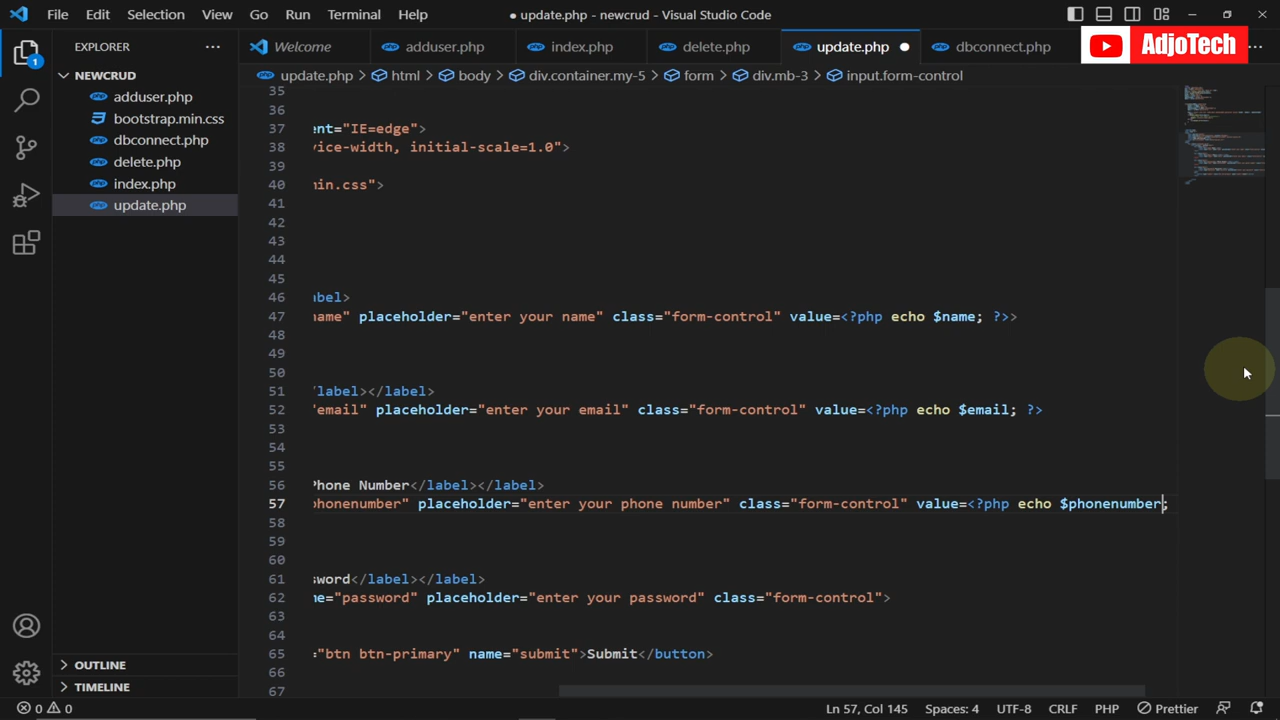 File Edit Selection View Go Run Terminal Help
● update.php - newcrud - Visual Studio Code
AdjoTech
EXPLORER
Welcome
adduser.php
index.php
delete.php
update.php
dbconnect.php
NEWCRUD
adduser.php
bootstrap.min.css
dbconnect.php
delete.php
index.php
update.php
OUTLINE
TIMELINE
update.php > html > body > div.container.my-5 > form > div.mb-3 > input.form-control
35
36
37 ent="IE=edge">
38 vice-width, initial-scale=1.0">
39
40 min.css">
41
42
43
44
45
46 abel>
47 name" placeholder="enter your name" class="form-control" value=<?php echo $name; ?>>
48
49
50
51 /label></label>
52 "email" placeholder="enter your email" class="form-control" value=<?php echo $email; ?>
53
54
55
56 Phone Number</label></label>
57 phonenumber" placeholder="enter your phone number" class="form-control" value=<?php echo $phonenumber;
58
59
60
61 sword</label></label>
62 me="password" placeholder="enter your password" class="form-control">
63
64
65 ="btn btn-primary" name="submit">Submit</button>
66
67
0 0
Ln 57, Col 145 Spaces: 4 UTF-8 CRLF PHP Prettier